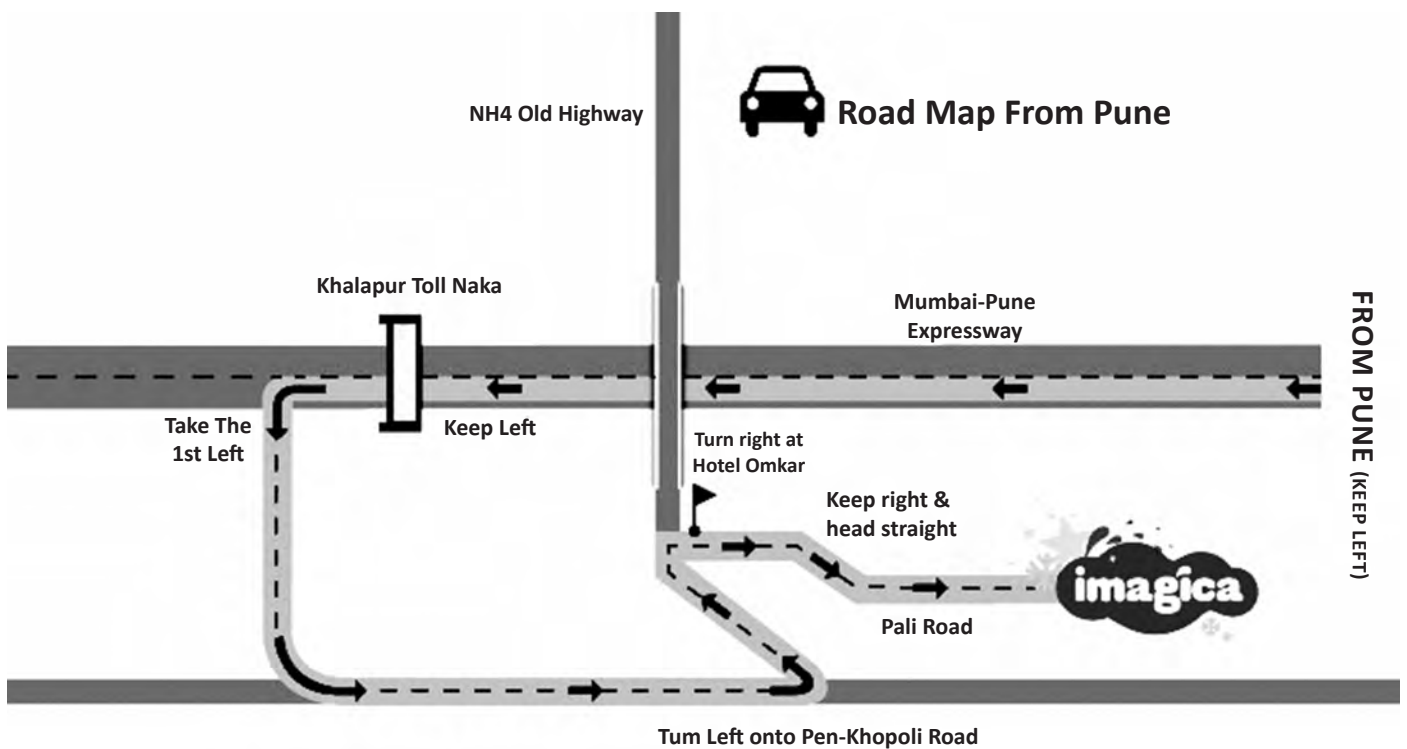 NH4 Old Highway
Road Map From Pune
Khalapur Toll Naka
Mumbai-Pune
Expressway
FROM PUNE (KEEP LEFT)
Take The
1st Left
Keep Left
Turn right at
Hotel Omkar
Keep right &
head straight
imagica
Pali Road
Tum Left onto Pen-Khopoli Road